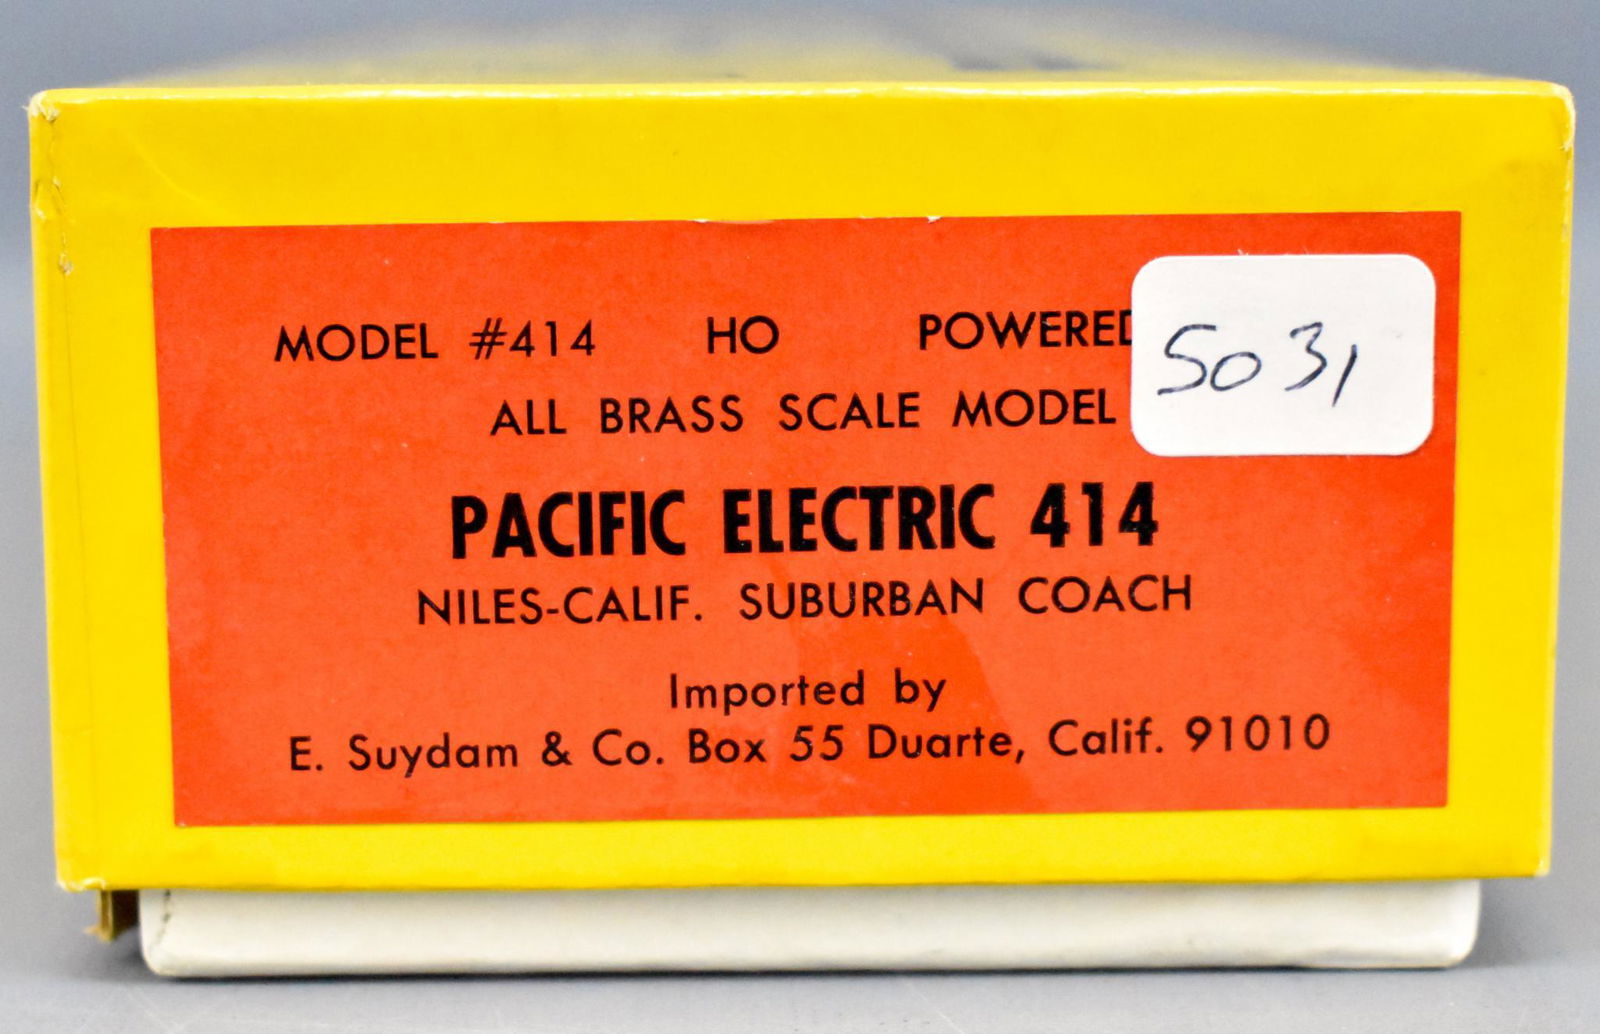 MODEL #414 HO POWERED
5031
ALL BRASS SCALE MODEL
PACIFIC ELECTRIC 414
NILES-CALIF. SUBURBAN COACH
Imported by
E. Suydam & Co. Box 55 Duarte, Calif. 91010